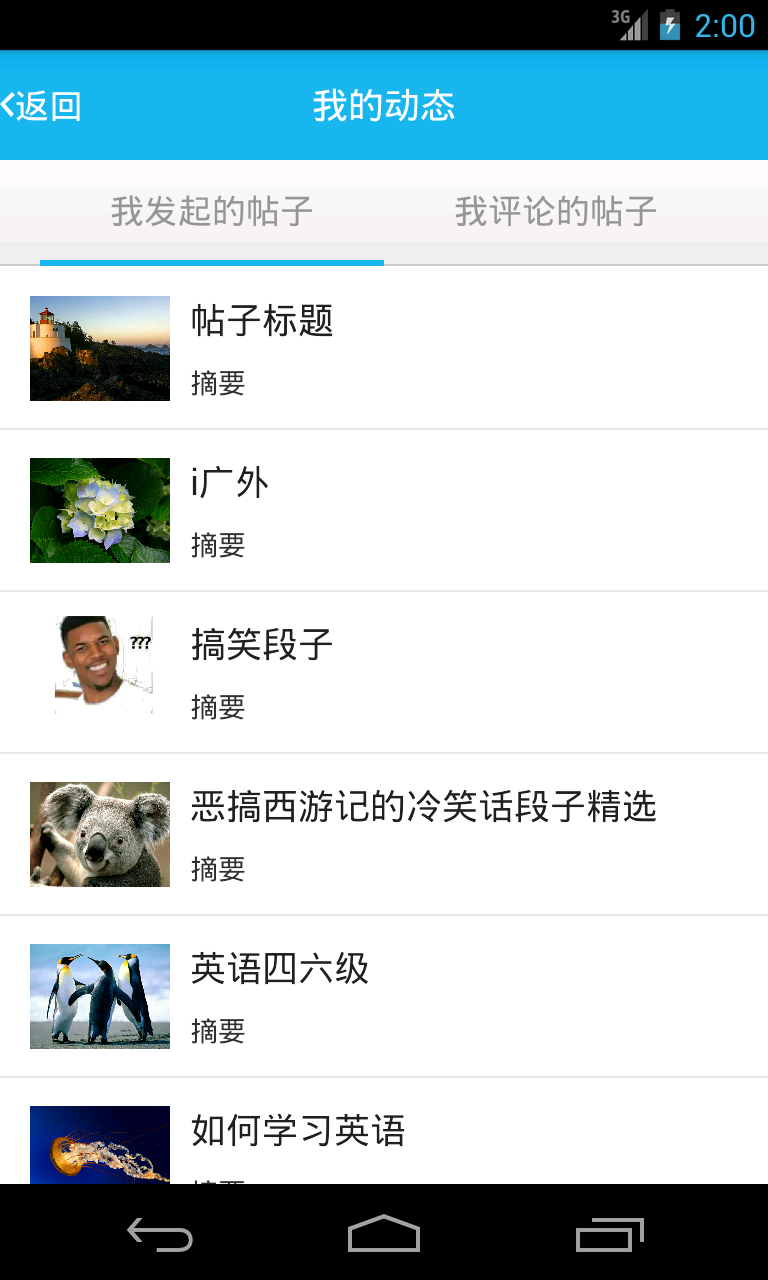 3G 2:00
返回 我的动态
我发起的帖子 我评论的帖子
帖子标题
摘要
i广外
摘要
???
搞笑段子
摘要
恶搞西游记的冷笑话段子精选
摘要
英语四六级
摘要
如何学习英语